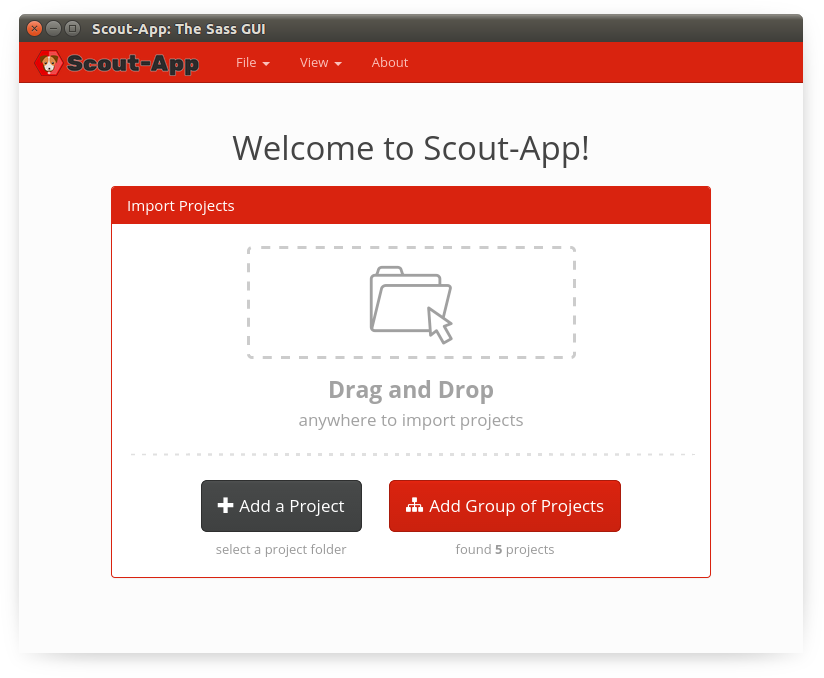 Scout-App: The Sass GUI
Scout-App File View About
Welcome to Scout-App!
Import Projects
Drag and Drop
anywhere to import projects
Add a Project Add Group of Projects
select a project folder found 5 projects